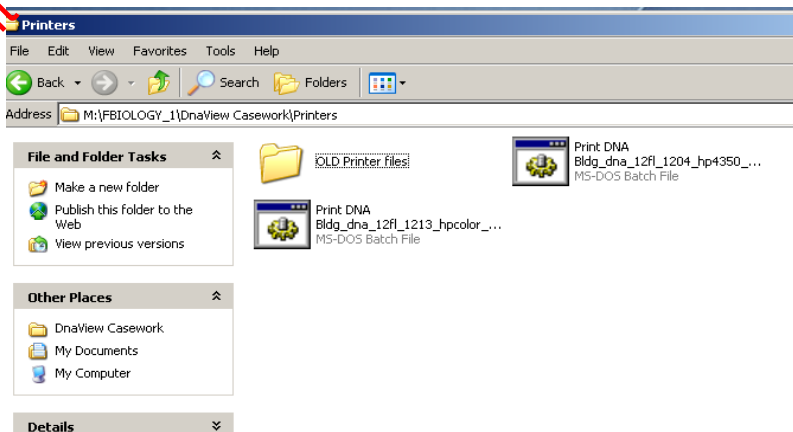 Printers
File Edit View Favorites Tools Help
Back Search Folders
Address M:\FBIOLOGY_1\DnaView Casework\Printers
File and Folder Tasks
Make a new folder
Publish this folder to the
Web
View previous versions
Other Places
DnaView Casework
My Documents
My Computer
Details
OLD Printer files
Print DNA
Bldg_dna_12fl_1204_hp4350_...
MS-DOS Batch File
Print DNA
Bldg_dna_12fl_1213_hpcolor_...
MS-DOS Batch File